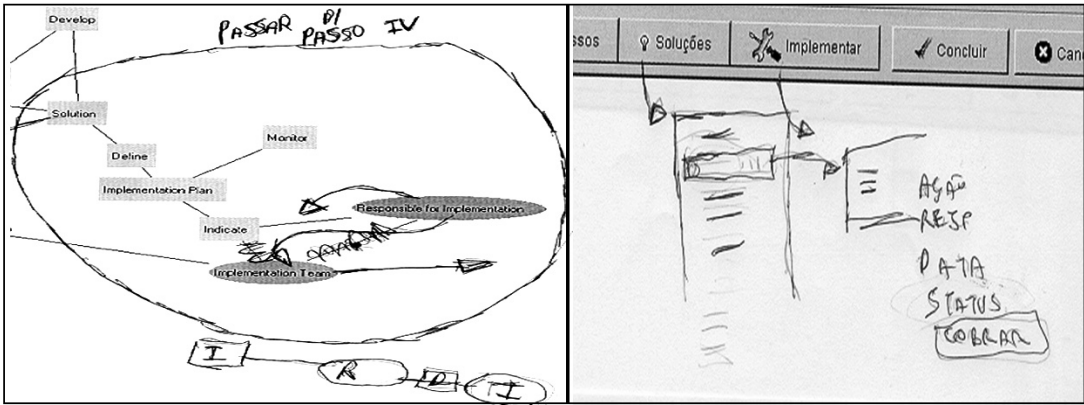 Develop
PASSAR P/
PASSO IV
Solution
Monitor
Define
Implementation Plan
Responsible for Implementation
Indicate
Implementation Team
I
R
D
I
ssos
Soluções
Implementar
Concluir
Can
AÇÃO
RESP
DATA
STATUS
COBRAR